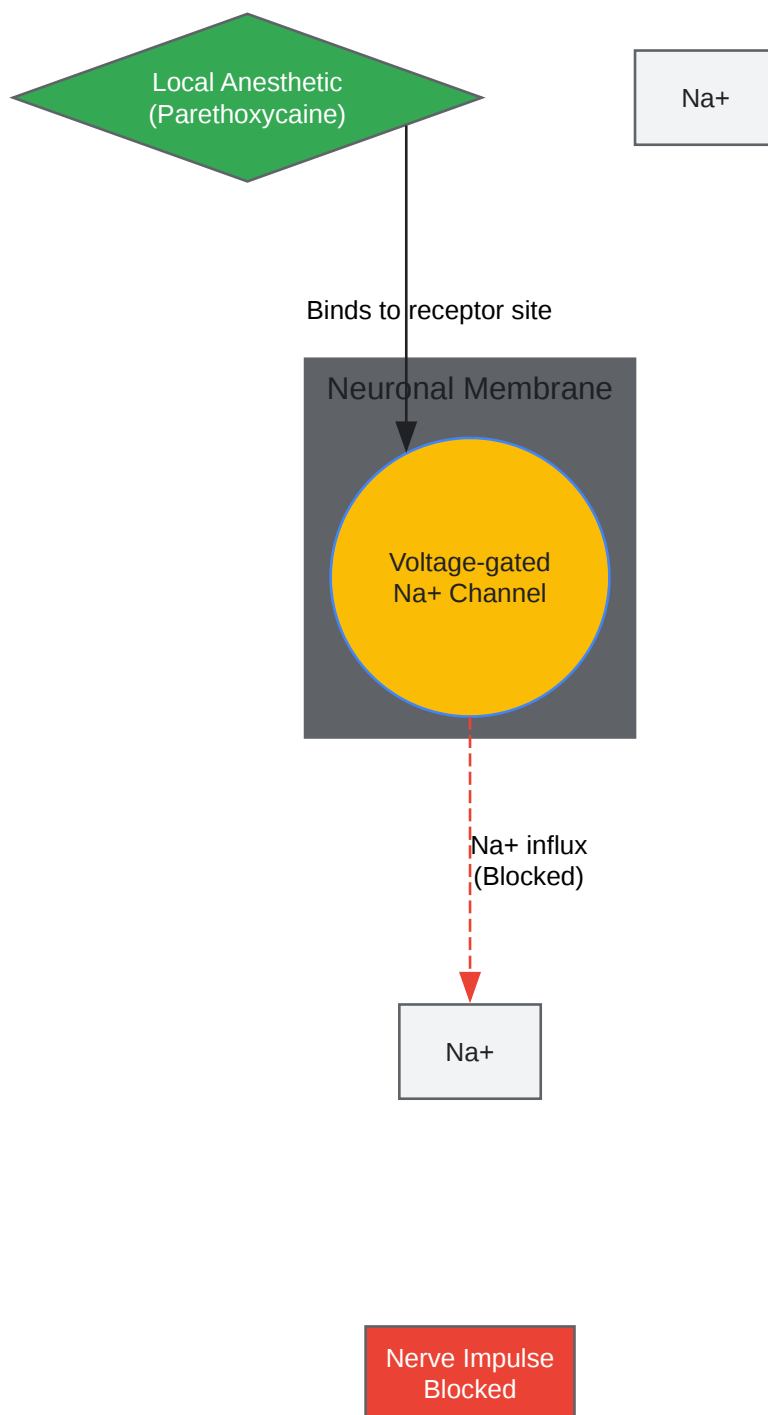 Local Anesthetic
(Parethoxycaine)
Na+
Binds to receptor site
Neuronal Membrane
Voltage-gated
Na+ Channel
Na+ influx
(Blocked)
Na+
Nerve Impulse
Blocked